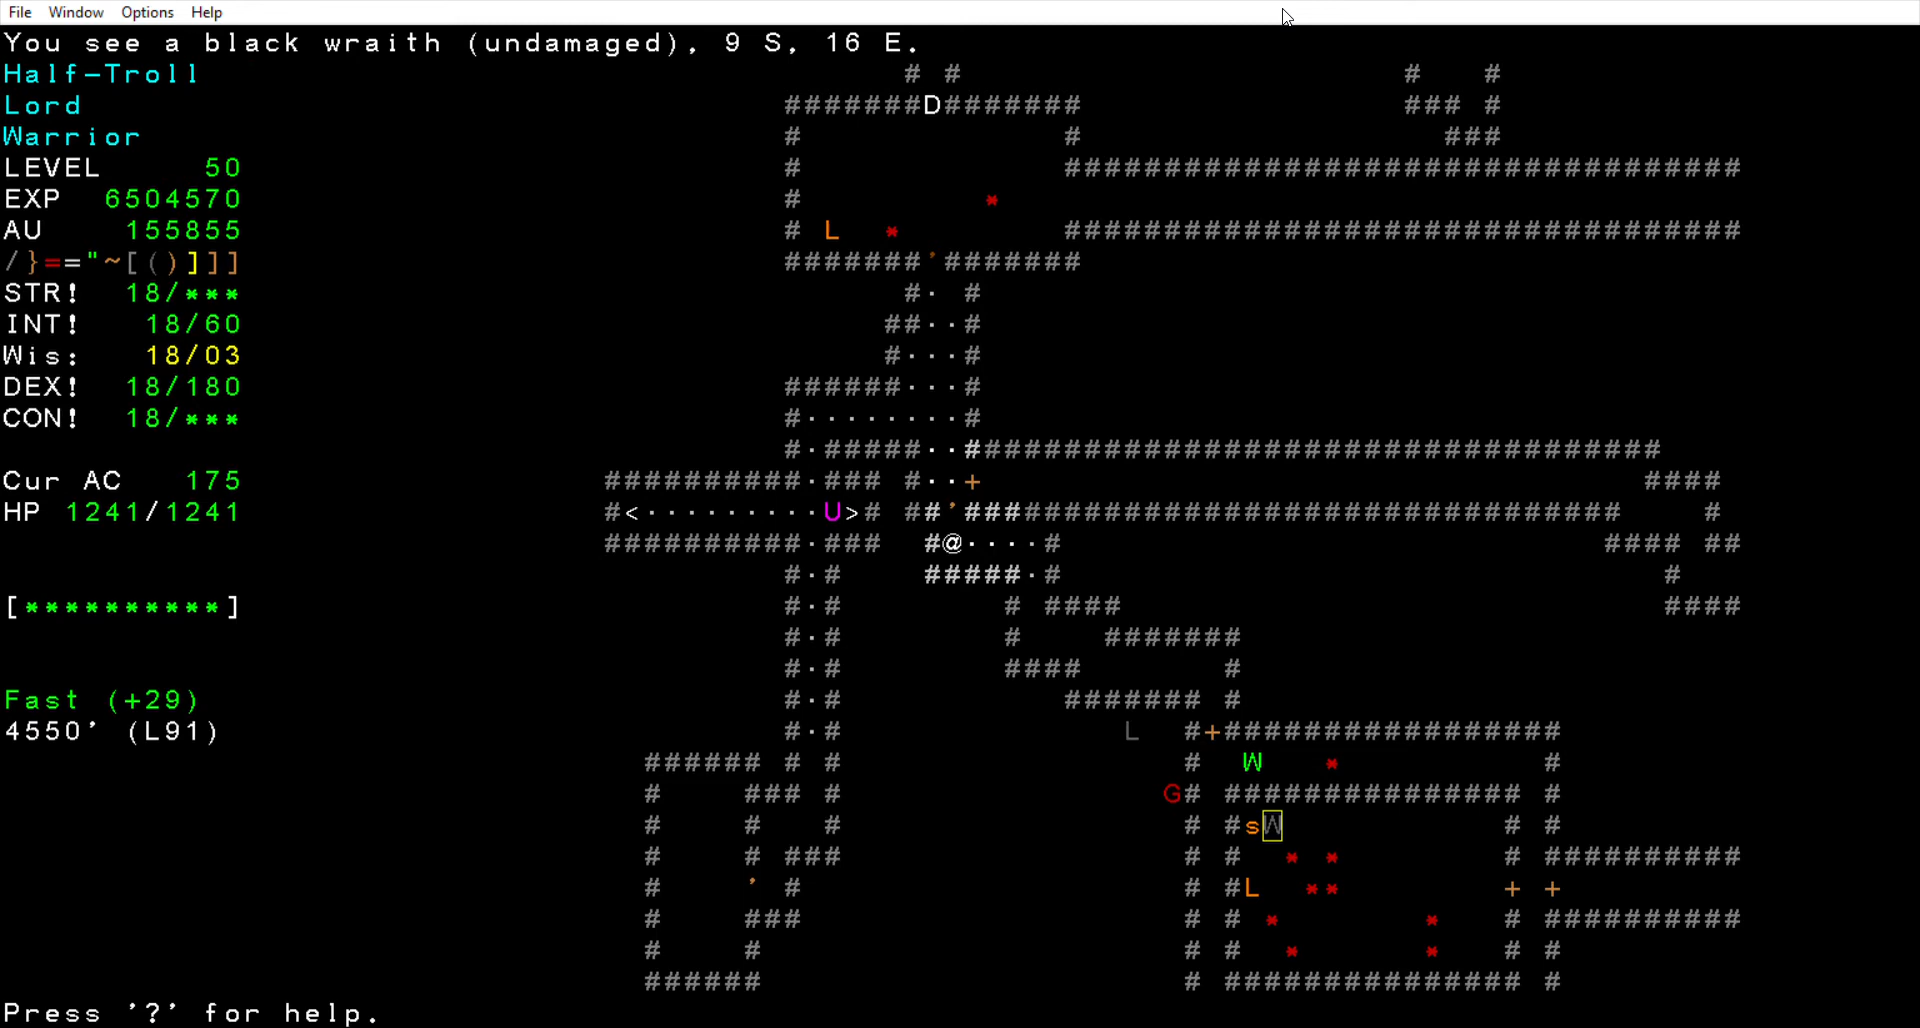 File Window Options Help
You see a black wraith (undamaged), 9 S, 16 E.
Half-Troll # # # #
Lord #######D####### ### #
Warrior # # ###
LEVEL 50 # ##################################
EXP 6504570 # *
AU 155855 # L * ##################################
/}==="~[()]]] #######'#######
STR! 18/*** #. #
INT! 18/60 ##..#
Wis: 18/03 #...#
DEX! 18/180 ######...#
CON! 18/*** #........#
#.#####..###################################
Cur AC 175 ##########.### #..+ ####
HP 1241/1241 #<.........U>#  ##'################################# #
##########.### #@....# #### ##
#.# #####.# #
[**********] #.# # #### ####
#.# # #######
#.# #### #
Fast (+29) #.# ####### #
4550' (L91) #.# L #+#################
###### # # # W * #
# ### # G# ############### #
# # # # #sW # #
# # ### # # * * # ##########
# ' # # #L ** + +
# ### # # * * # ##########
# # # # * * # #
###### # ############### #
Press '?' for help.